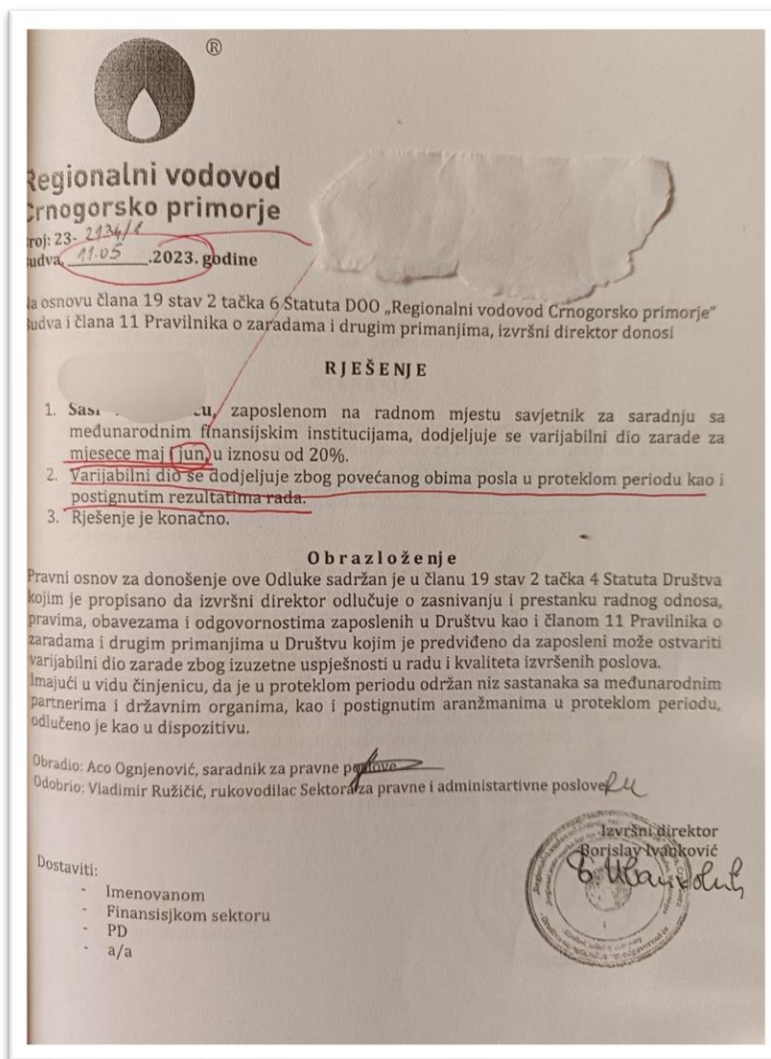 ®
Regionalni vodovod
Crnogorsko primorje
Broj: 23- 2134/1
Budva, 11.05 .2023. godine
Na osnovu člana 19 stav 2 tačka 6 Statuta DOO „Regionalni vodovod Crnogorsko primorje“
Budva i člana 11 Pravilnika o zaradama i drugim primanjima, izvršni direktor donosi
RJEŠENJE
1. Sasi cu, zaposlenom na radnom mjestu savjetnik za saradnju sa
međunarodnim finansijskim institucijama, dodjeljuje se varijabilni dio zarade za
mjesece maj i jun u iznosu od 20%.
2. Varijabilni dio se dodjeljuje zbog povećanog obima posla u proteklom periodu kao i
postignutim rezultatima rada.
3. Rješenje je konačno.
Obrazloženje
Pravni osnov za donošenje ove Odluke sadržan je u članu 19 stav 2 tačka 4 Statuta Društva
kojim je propisano da izvršni direktor odlučuje o zasnivanju i prestanku radnog odnosa,
pravima, obavezama i odgovornostima zaposlenih u Društvu kao i članom 11 Pravilnika o
zaradama i drugim primanjima u Društvu kojim je predviđeno da zaposleni može ostvariti
varijabilni dio zarade zbog izuzetne uspješnosti u radu i kvaliteta izvršenih poslova.
Imajući u vidu činjenicu, da je u proteklom periodu održan niz sastanaka sa međunarodnim
partnerima i državnim organima, kao i postignutim aranžmanima u proteklom periodu,
odlučeno je kao u dispozitivu.
Obradio: Aco Ognjenović, saradnik za pravne poslove
Odobrio: Vladimir Ružičić, rukovodilac Sektora za pravne i administartivne poslove
Izvršni direktor
Borislav Ivanković
Dostaviti:
- Imenovanom
- Finansisjkom sektoru
- PD
- a/a